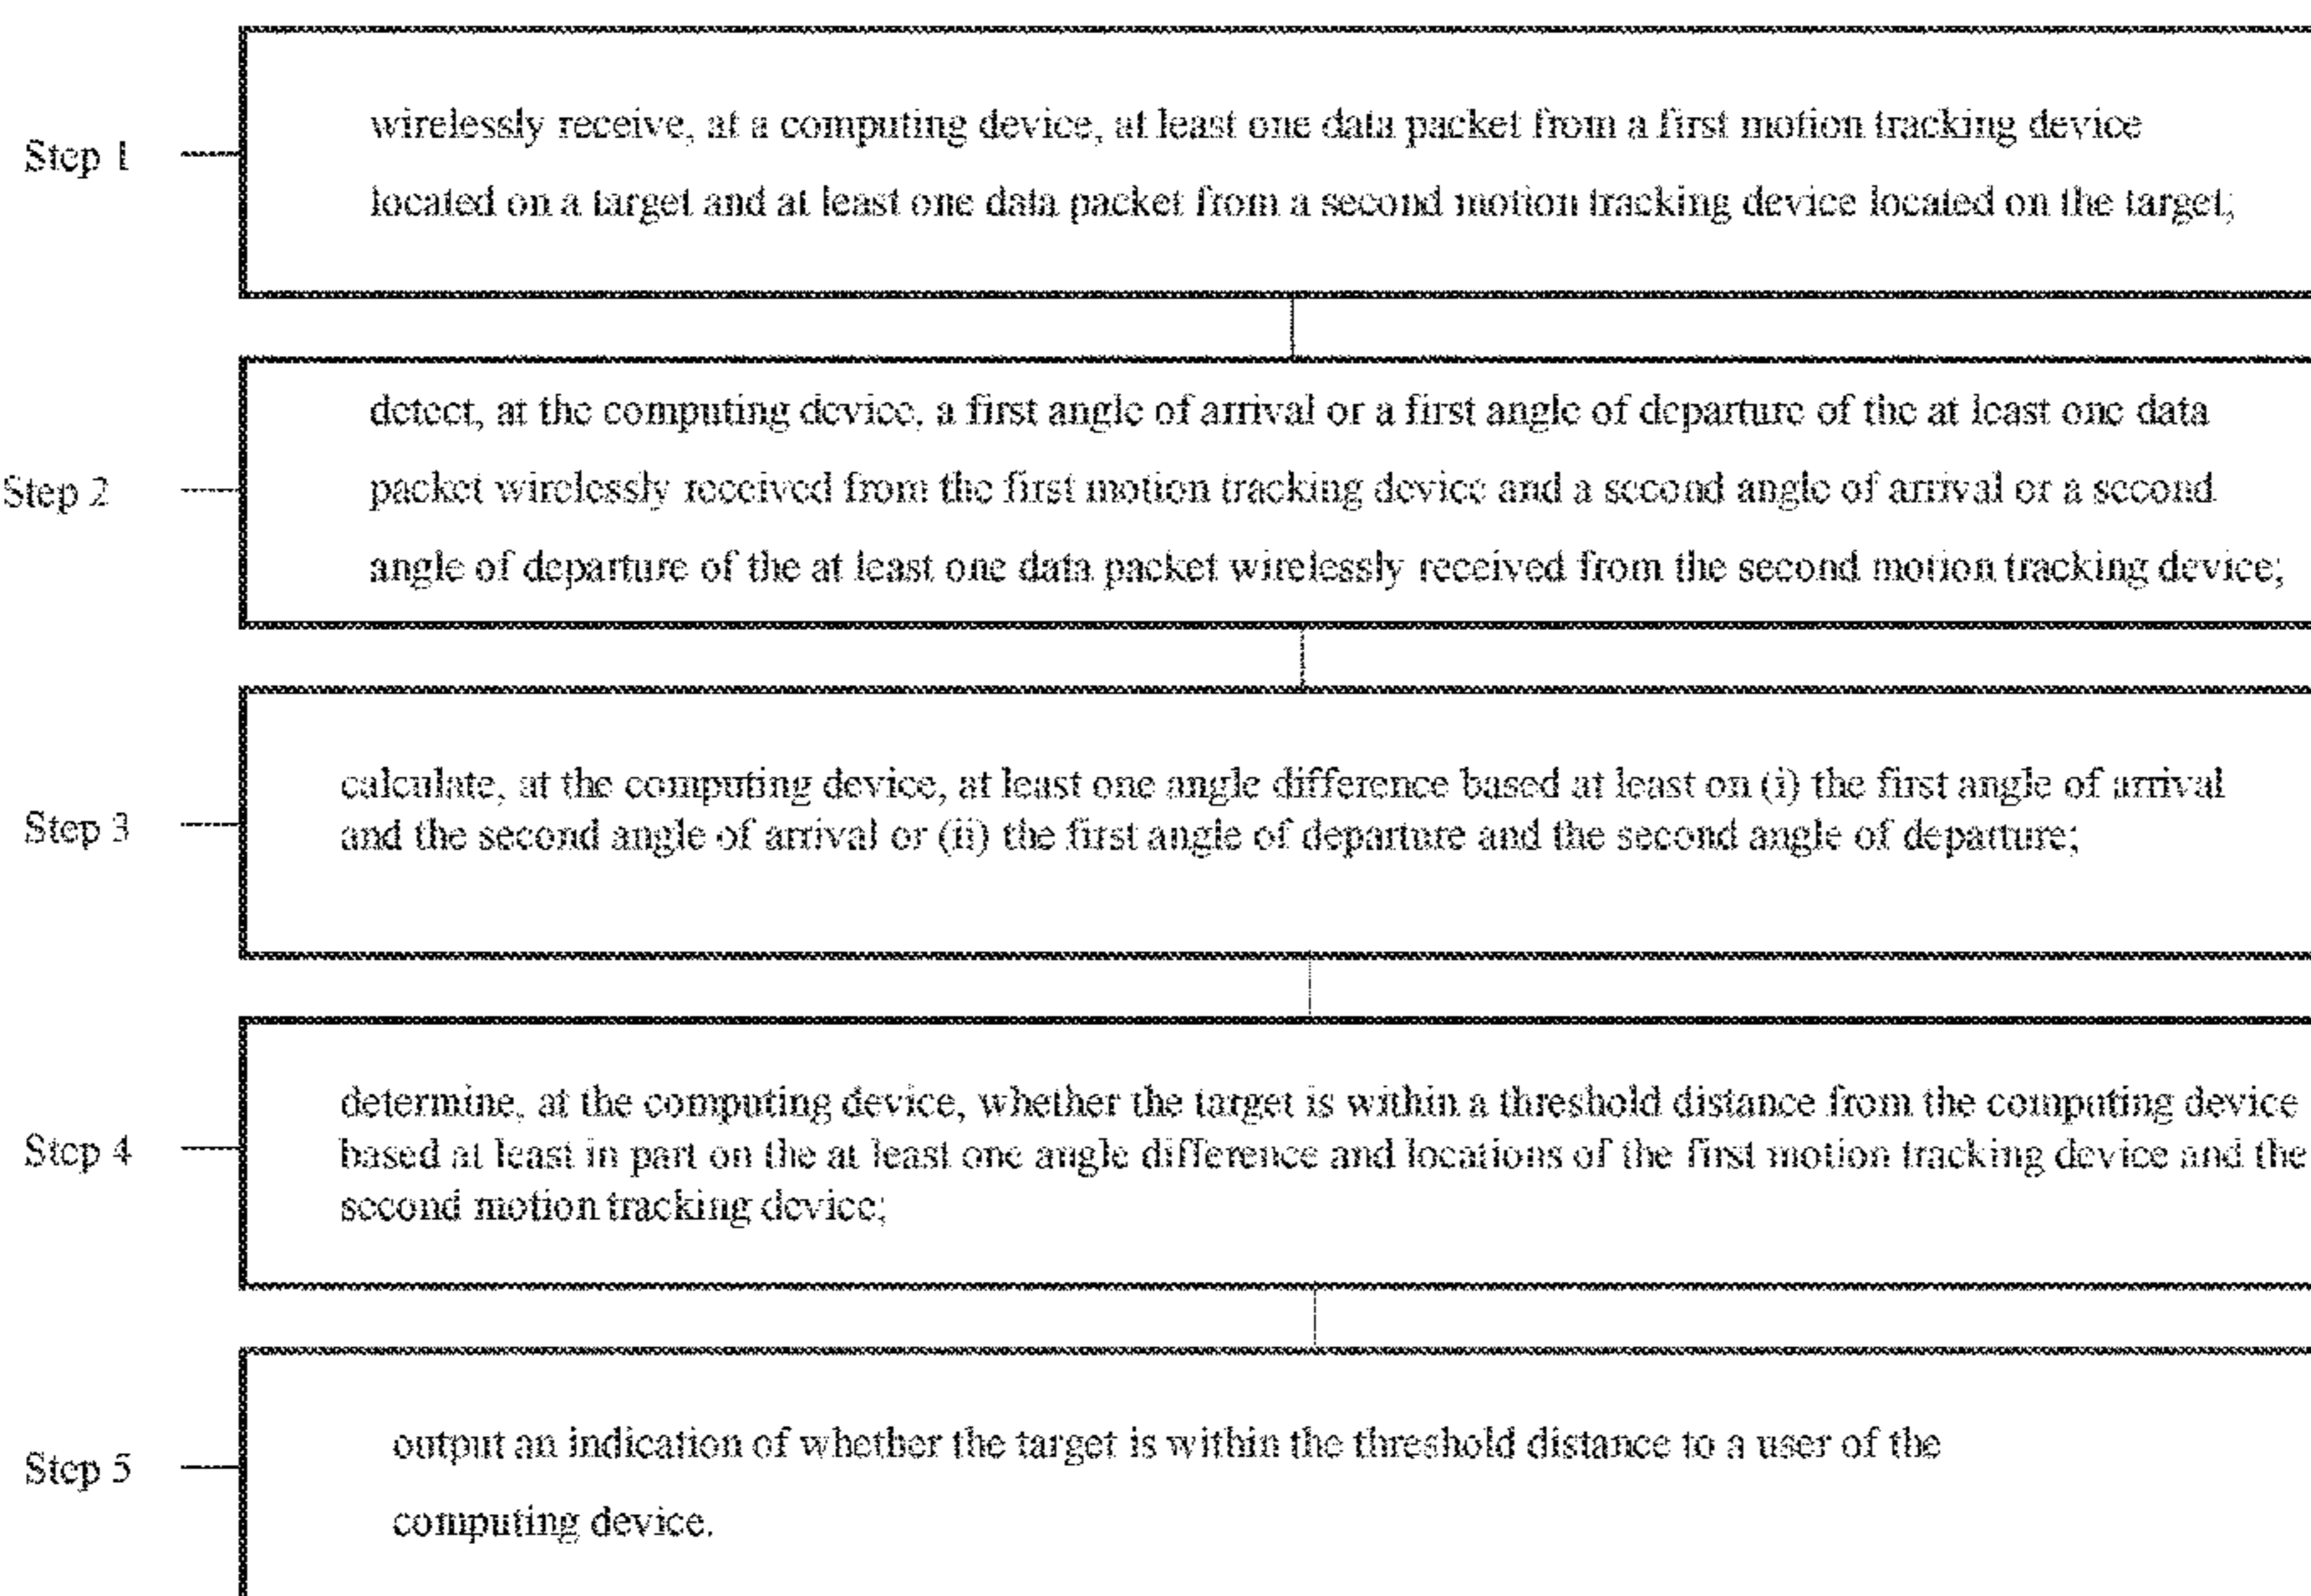 Step 1
wirelessly receive, at a computing device, at least one data packet from a first motion tracking device
located on a target and at least one data packet from a second motion tracking device located on the target;
Step 2
detect, at the computing device, a first angle of arrival or a first angle of departure of the at least one data
packet wirelessly received from the first motion tracking device and a second angle of arrival or a second
angle of departure of the at least one data packet wirelessly received from the second motion tracking device;
Step 3
calculate, at the computing device, at least one angle difference based at least on (i) the first angle of arrival
and the second angle of arrival or (ii) the first angle of departure and the second angle of departure;
Step 4
determine, at the computing device, whether the target is within a threshold distance from the computing device
based at least in part on the at least one angle difference and locations of the first motion tracking device and the
second motion tracking device;
Step 5
output an indication of whether the target is within the threshold distance to a user of the
computing device.